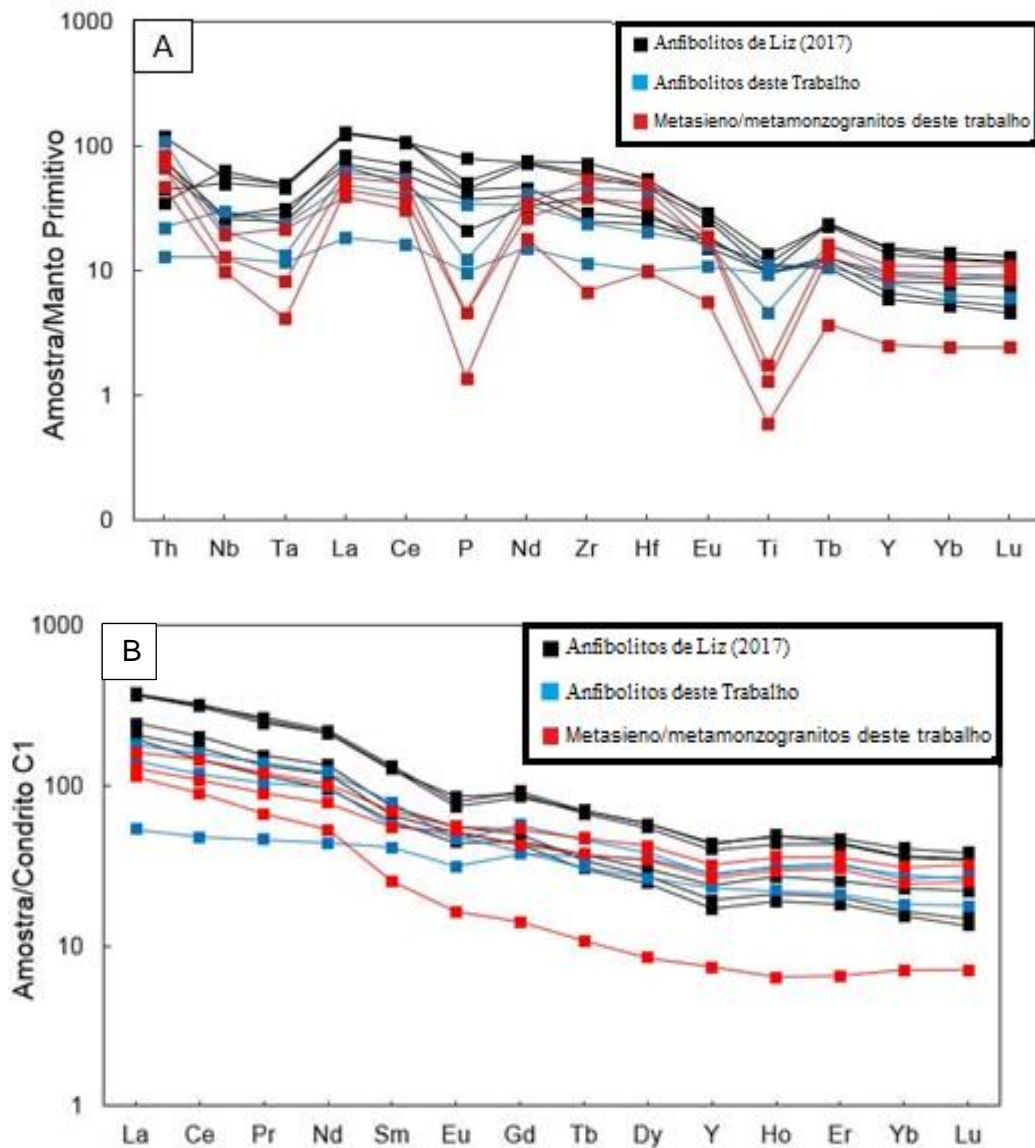 A
1000
100
10
1
0
Amostra/Manto Primitivo
Anfibolitos de Liz (2017)
Anfibolitos deste Trabalho
Metasieno/metamonzogranitos deste trabalho
Th Nb Ta La Ce P Nd Zr Hf Eu Ti Tb Y Yb Lu
B
1000
100
10
1
Amostra/Condrito C1
Anfibolitos de Liz (2017)
Anfibolitos deste Trabalho
Metasieno/metamonzogranitos deste trabalho
La Ce Pr Nd Sm Eu Gd Tb Dy Y Ho Er Yb Lu